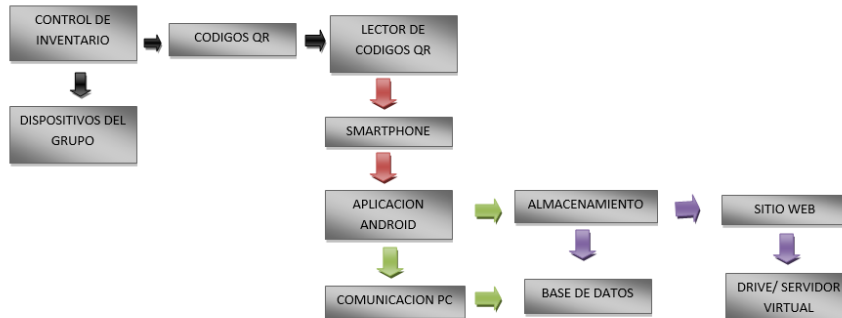 CONTROL DE
INVENTARIO
CODIGOS QR
LECTOR DE
CODIGOS QR
DISPOSITIVOS DEL
GRUPO
SMARTPHONE
APLICACION
ANDROID
ALMACENAMIENTO
SITIO WEB
COMUNICACION PC
BASE DE DATOS
DRIVE/ SERVIDOR
VIRTUAL